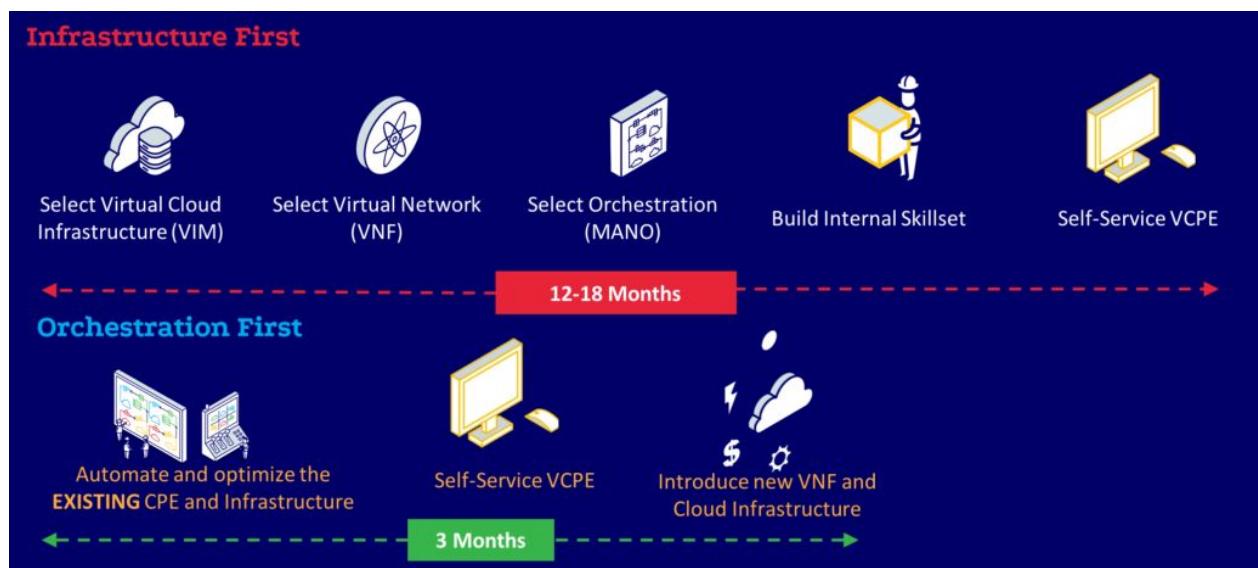 Infrastructure First
Select Virtual Cloud
Infrastructure (VIM)
Select Virtual Network
(VNF)
Select Orchestration
(MANO)
Build Internal Skillset
Self-Service VCPE
12-18 Months
Orchestration First
Automate and optimize the
EXISTING CPE and Infrastructure
Self-Service VCPE
$
Introduce new VNF and
Cloud Infrastructure
3 Months